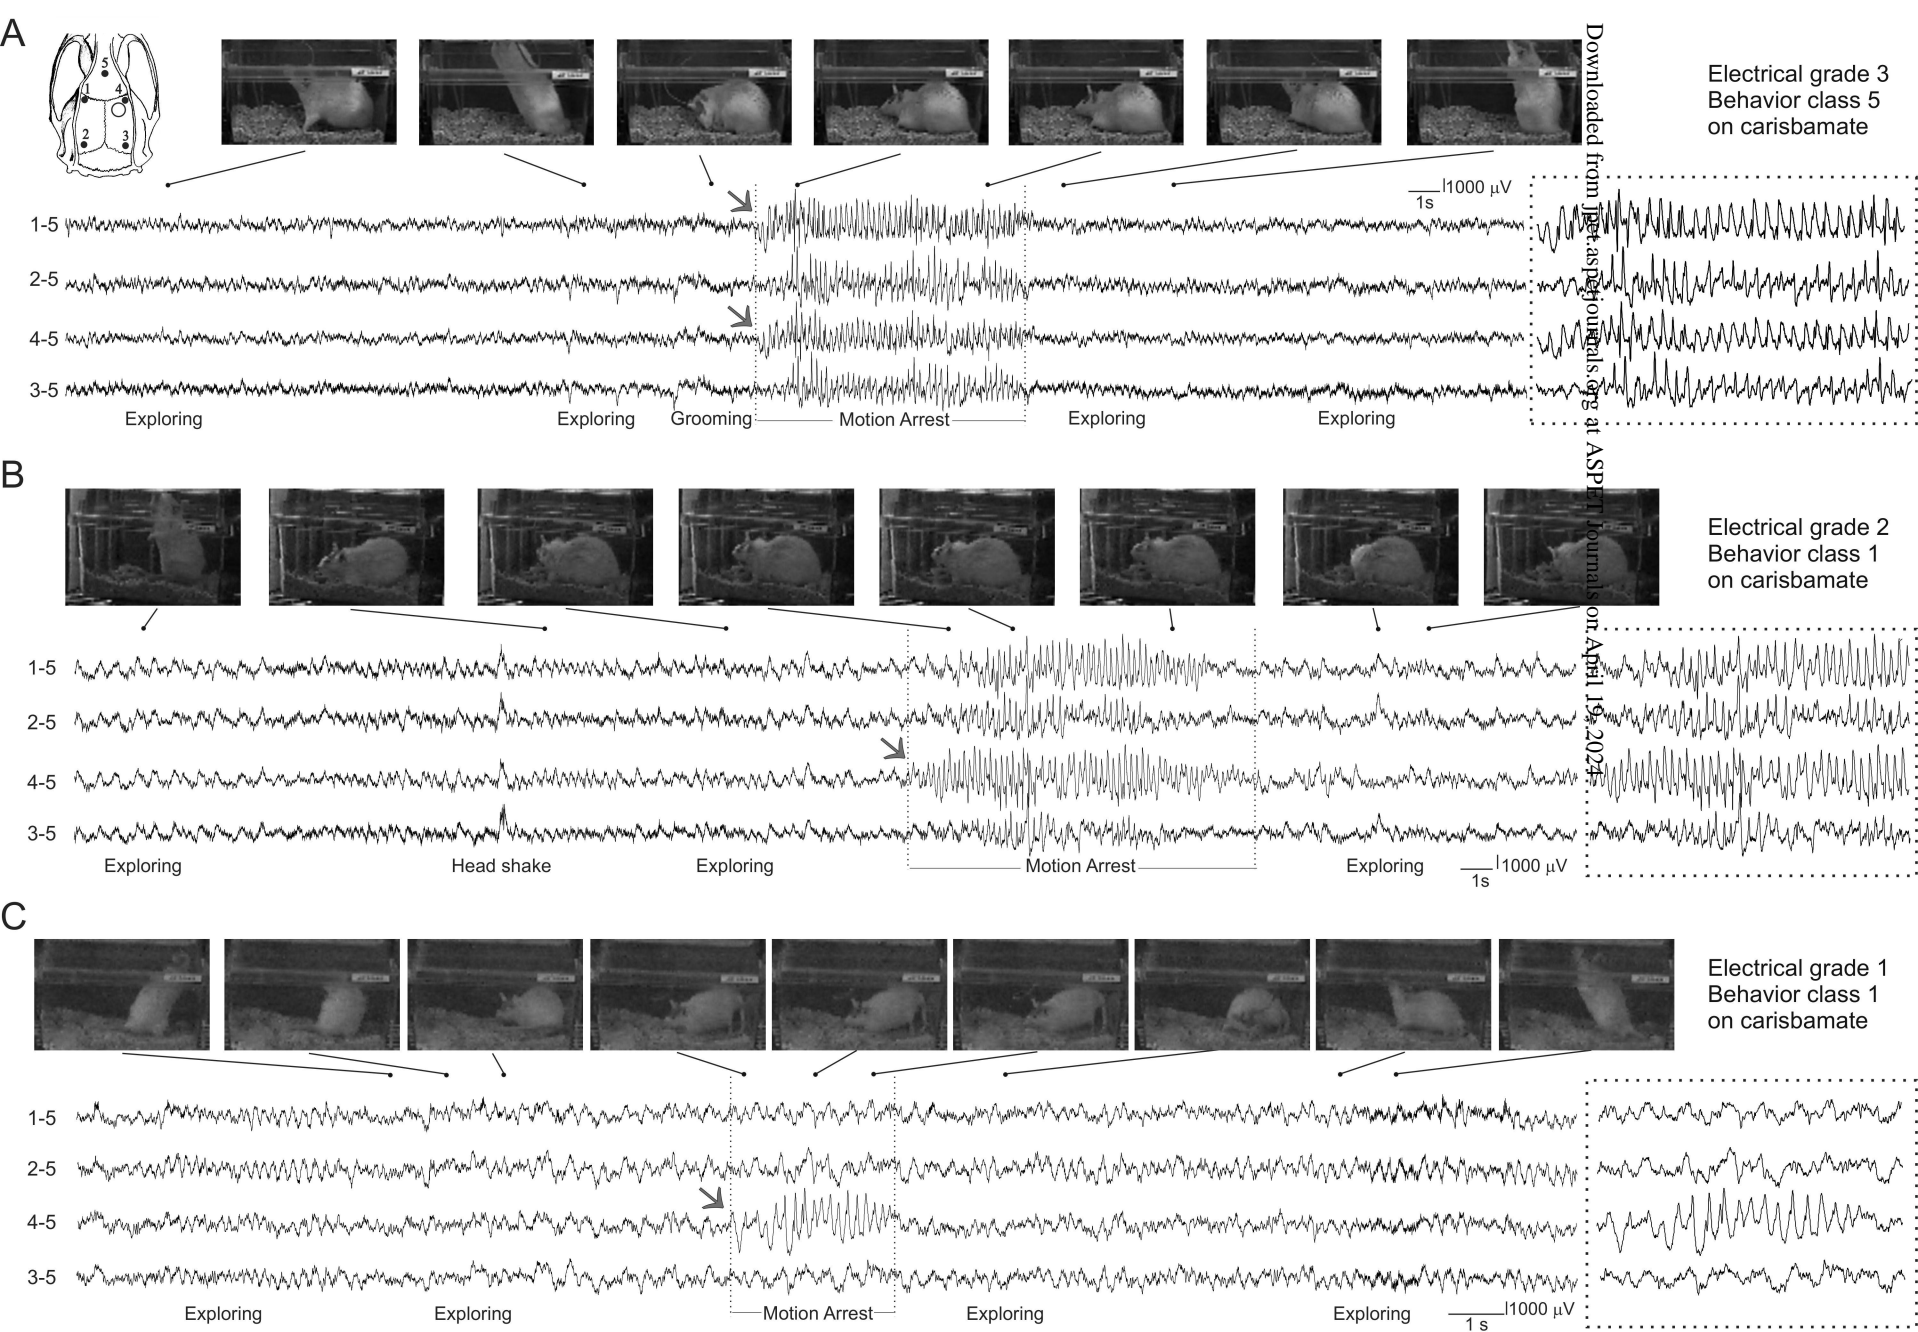 A
5
1 4
2 3
Electrical grade 3
Behavior class 5
on carisbamate
1000 µV
1s
1-5
2-5
4-5
3-5
Exploring Exploring Grooming Motion Arrest Exploring Exploring
Downloaded from jpet.aspetjournals.org at ASPET Journals on April 19, 2024
B
Electrical grade 2
Behavior class 1
on carisbamate
1-5
2-5
4-5
3-5
Exploring Head shake Exploring Motion Arrest Exploring
1000 µV
1s
C
Electrical grade 1
Behavior class 1
on carisbamate
1-5
2-5
4-5
3-5
Exploring Exploring Motion Arrest Exploring Exploring
1000 µV
1 s